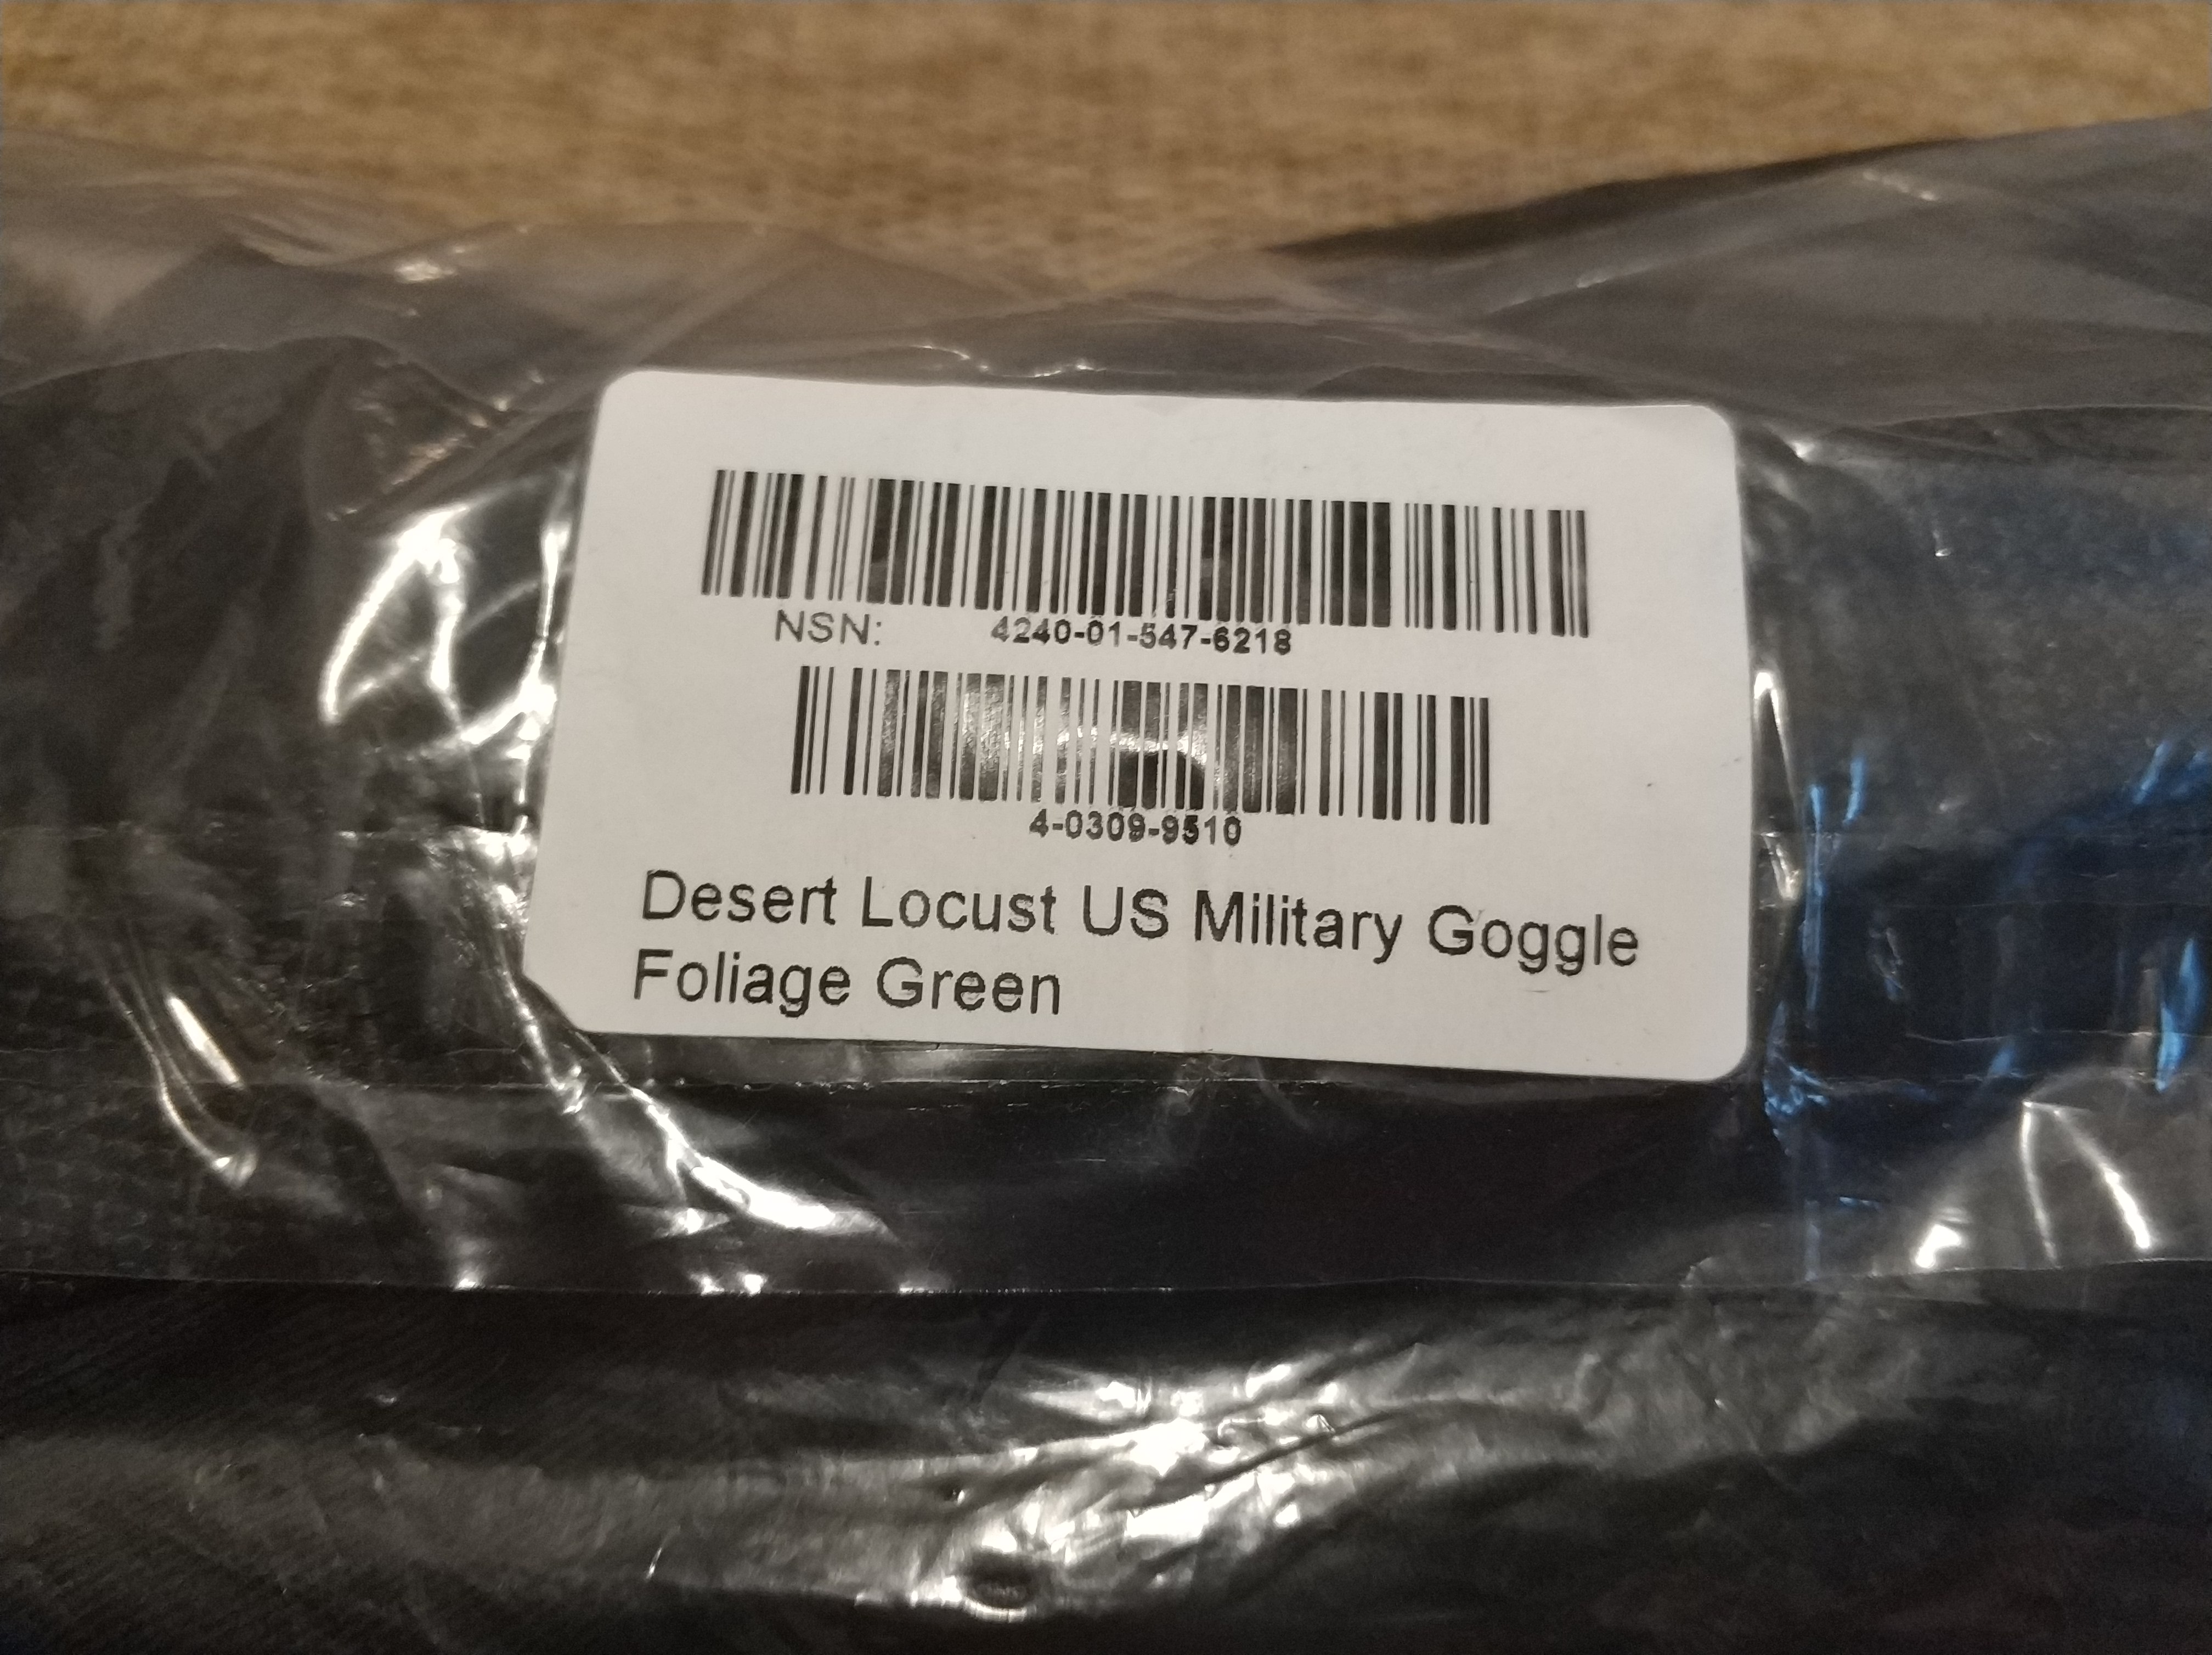 NSN: 4240-01-547-6218
4-0309-9510
Desert Locust US Military Goggle
Foliage Green